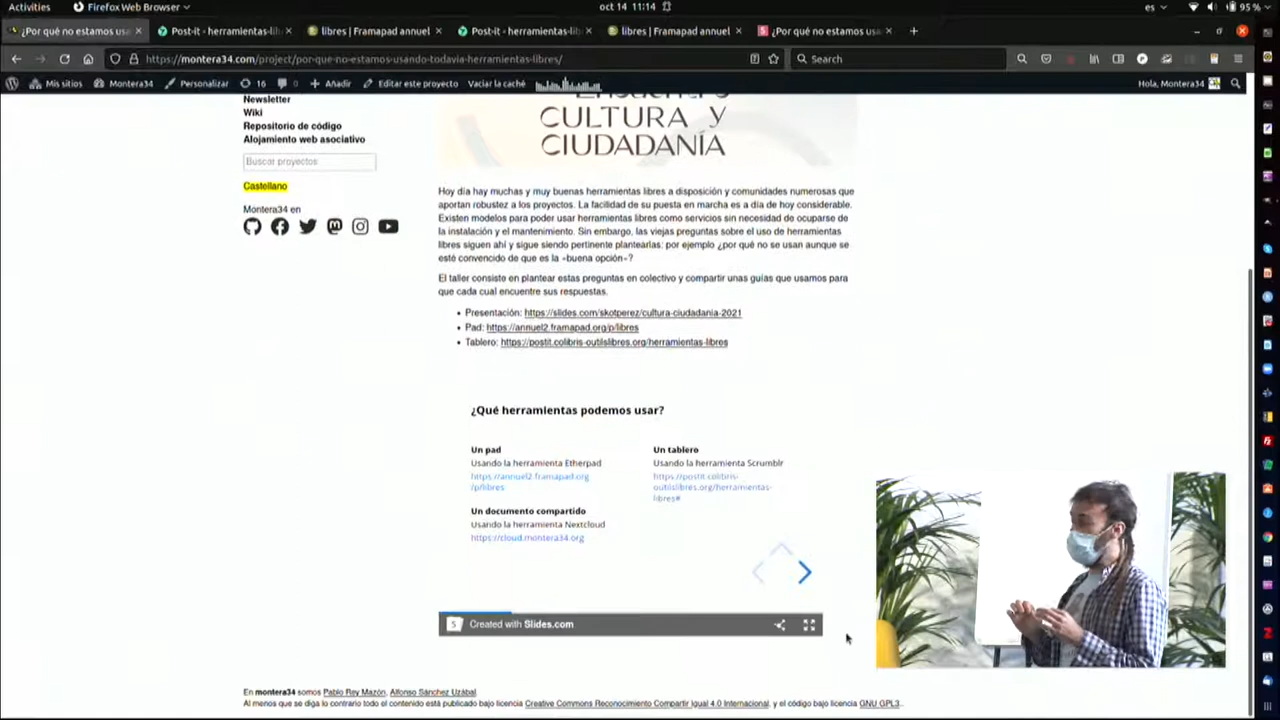 Activities
Firefox Web Browser
oct 14 11:14
es
95 %
¿Por qué no estamos usa
Post-it - herramientas-lib
libres | Framapad annuel
Post-it - herramientas-lib
libres | Framapad annuel
¿Por qué no estamos us
https://montera34.com/project/por-que-no-estamos-usando-todavia-herramientas-libres/
Search
Mis sitios
Montera34
Personalizar
16
0
Añadir
Editar este proyecto
Vaciar la caché
Hola, Montera34
Newsletter
Wiki
Repositorio de código
Alojamiento web asociativo
Buscar proyectos
Castellano
Montera34 en
Encuentro
CULTURA Y
CIUDADANÍA
Hoy día hay muchas y muy buenas herramientas libres a disposición y comunidades numerosas que
aportan robustez a los proyectos. La facilidad de su puesta en marcha es a día de hoy considerable.
Existen modelos para poder usar herramientas libres como servicios sin necesidad de ocuparse de
la instalación y el mantenimiento. Sin embargo, las viejas preguntas sobre el uso de herramientas
libres siguen ahí y sigue siendo pertinente plantearlas: por ejemplo ¿por qué no se usan aunque se
esté convencido de que es la «buena opción»?
El taller consiste en plantear estas preguntas en colectivo y compartir unas guías que usamos para
que cada cual encuentre sus respuestas.
• Presentación: https://slides.com/skotperez/cultura-ciudadania-2021
• Pad: https://annuel2.framapad.org/p/libres
• Tablero: https://postit.colibris-outilslibres.org/herramientas-libres
¿Qué herramientas podemos usar?
Un pad
Usando la herramienta Etherpad
https://annuel2.framapad.org
/p/libres
Un documento compartido
Usando la herramienta Nextcloud
https://cloud.montera34.org
Un tablero
Usando la herramienta Scrumblr
https://postit.colibris-
outilslibres.org/herramientas-
libres#
Created with Slides.com
En montera34 somos Pablo Rey Mazón, Alfonso Sánchez Uzábal.
Al menos que se diga lo contrario todo el contenido está publicado bajo licencia Creative Commons Reconocimiento Compartir Igual 4.0 Internacional, y el código bajo licencia GNU GPL3.